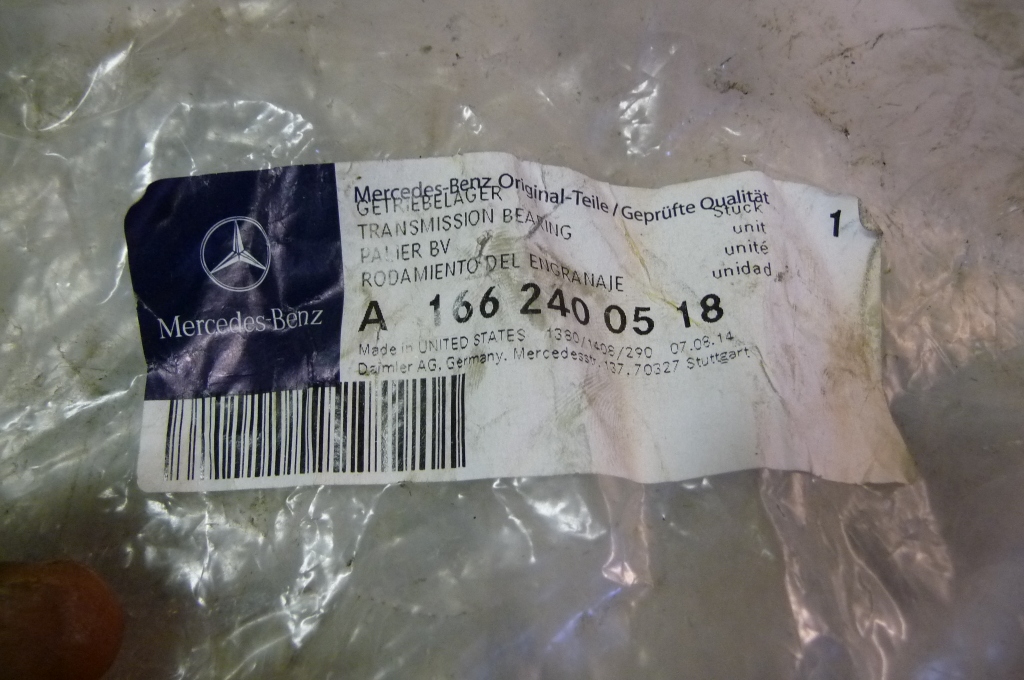 Mercedes-Benz Original-Teile / Geprüfte Qualität
GETRIEBELAGER Stück 1
TRANSMISSION BEARING unit
PALIER BV unité
RODAMIENTO DEL ENGRANAJE unidad
A 166 240 05 18
Made in UNITED STATES 1380/1408/290 07.08.14
Daimler AG, Germany, Mercedesstr.137, 70327 Stuttgart
Mercedes-Benz